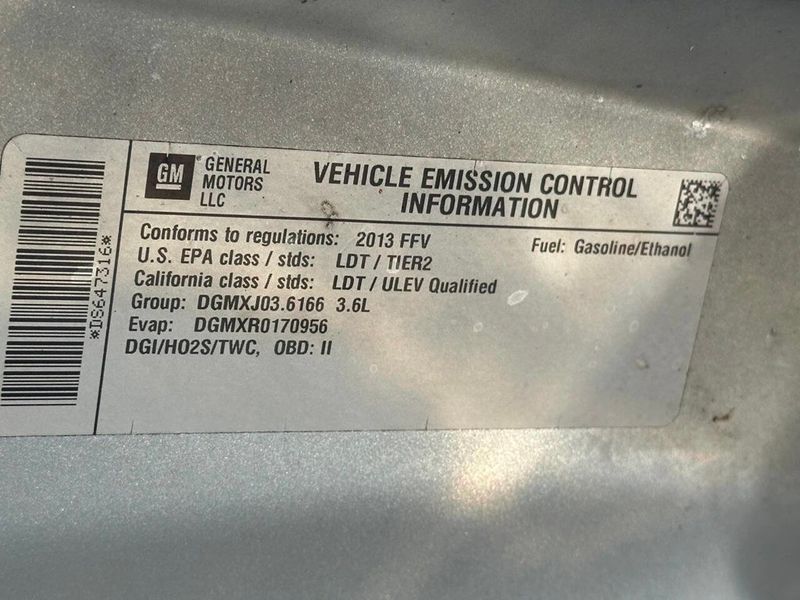 *DS647316*
GM
GENERAL
MOTORS
LLC
VEHICLE EMISSION CONTROL
INFORMATION
Conforms to regulations: 2013 FFV
Fuel: Gasoline/Ethanol
U.S. EPA class / stds: LDT / TIER2
California class / stds: LDT / ULEV Qualified
Group: DGMXJ03.6166 3.6L
Evap: DGMXR0170956
DGI/HO2S/TWC, OBD: II